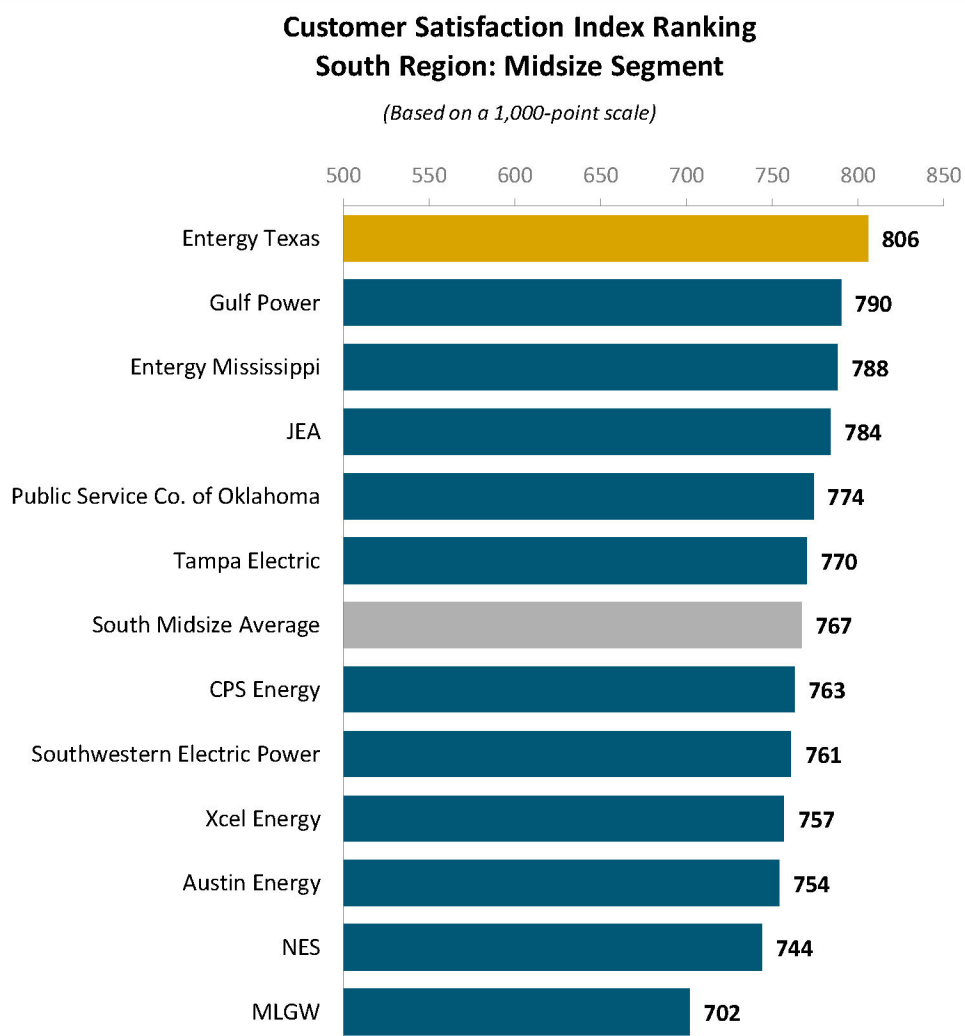 Customer Satisfaction Index Ranking
South Region: Midsize Segment
(Based on a 1,000-point scale)
500 550 600 650 700 750 800 850
Entergy Texas 806
Gulf Power 790
Entergy Mississippi 788
JEA 784
Public Service Co. of Oklahoma 774
Tampa Electric 770
South Midsize Average 767
CPS Energy 763
Southwestern Electric Power 761
Xcel Energy 757
Austin Energy 754
NES 744
MLGW 702